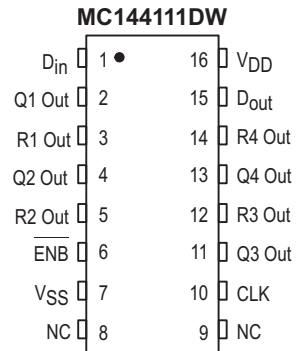 MC144111DW
Din 1 16 VDD
Q1 Out 2 15 Dout
R1 Out 3 14 R4 Out
Q2 Out 4 13 Q4 Out
R2 Out 5 12 R3 Out
ENB 6 11 Q3 Out
VSS 7 10 CLK
NC 8 9 NC